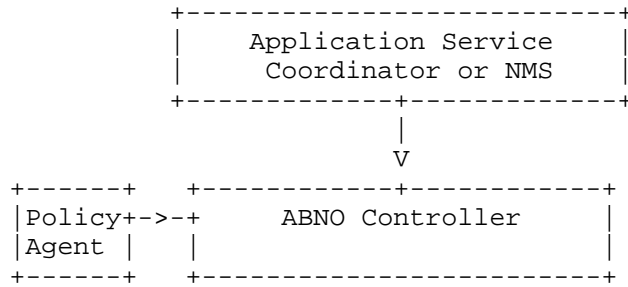 Application Service
Coordinator or NMS
Policy
ABNO Controller
Agent